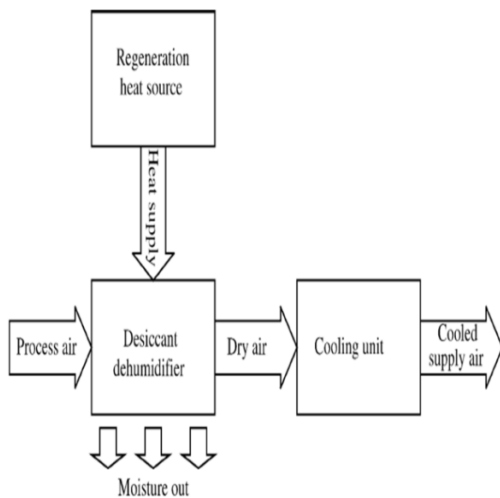 Regeneration
heat source
Heat supply
Process air
Desiccant
dehumidifier
Dry air
Cooling unit
Cooled
supply air
Moisture out